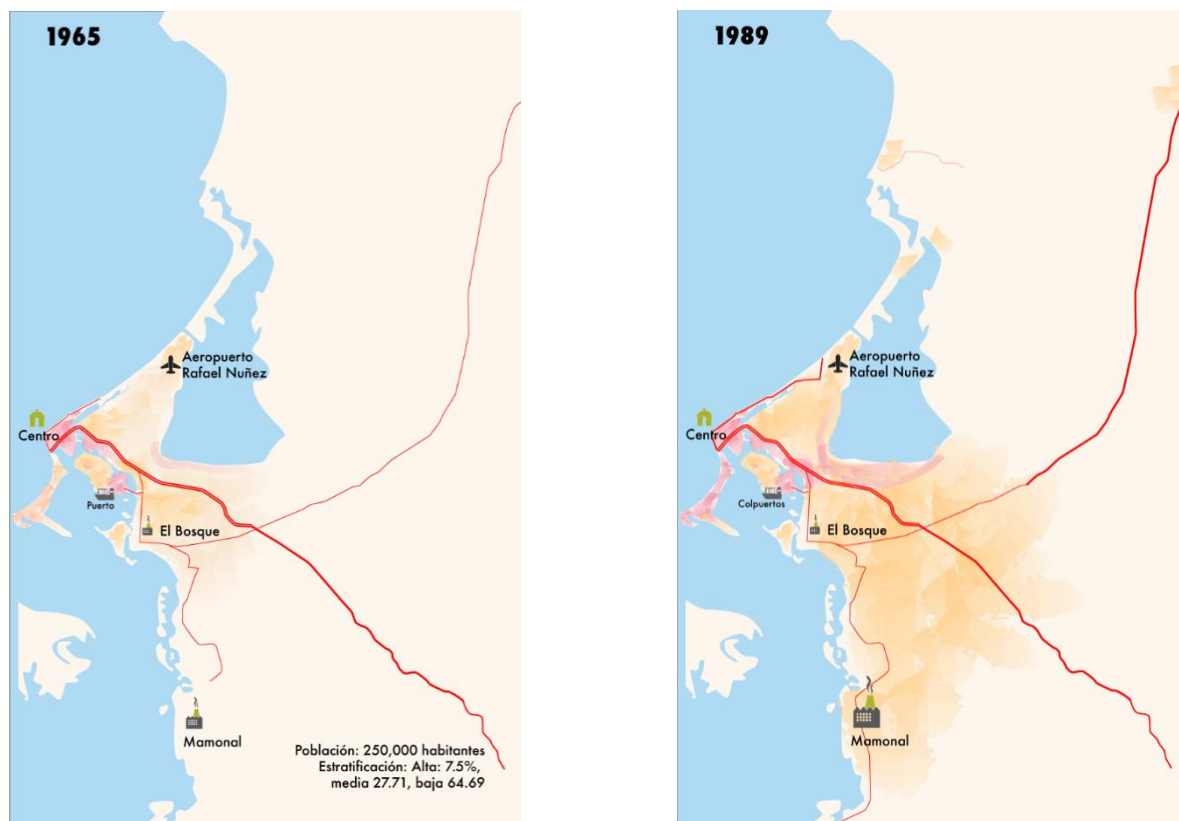 1965
Aeropuerto
Rafael Nuñez
Centro
Puerto
El Bosque
Mamonal
Población: 250,000 habitantes
Estratificación: Alta: 7.5%,
media 27.71, baja 64.69
1989
Aeropuerto
Rafael Nuñez
Centro
Colpuertos
El Bosque
Mamonal